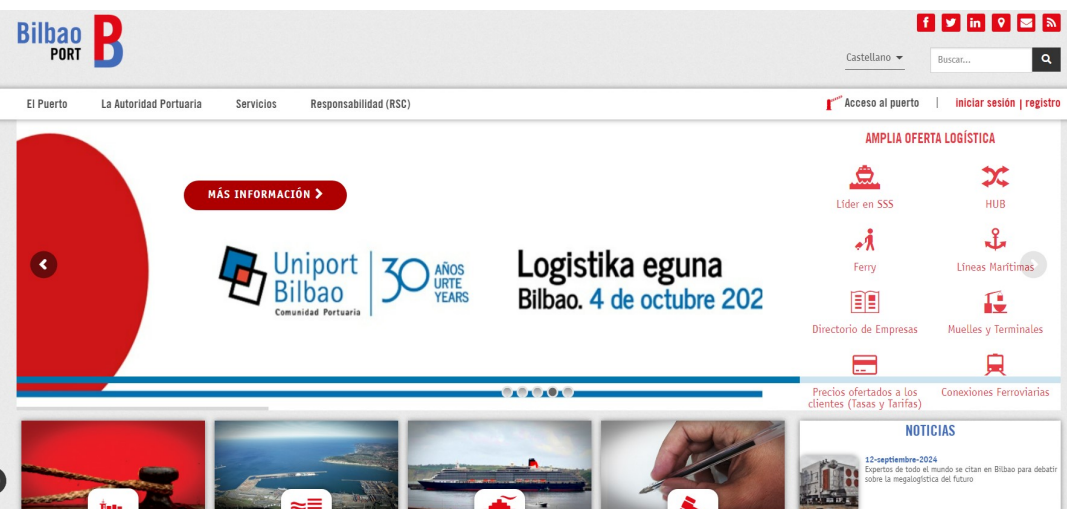 Bilbao
PORT
Castellano
Buscar...
El Puerto
La Autoridad Portuaria
Servicios
Responsabilidad (RSC)
Acceso al puerto
iniciar sesión | registro
MÁS INFORMACIÓN
Uniport
Bilbao
Comunidad Portuaria
30
AÑOS
URTE
YEARS
Logistika eguna
Bilbao. 4 de octubre 202
AMPLIA OFERTA LOGÍSTICA
Líder en SSS
HUB
Ferry
Líneas Marítimas
Directorio de Empresas
Muelles y Terminales
Precios ofertados a los
clientes (Tasas y Tarifas)
Conexiones Ferroviarias
NOTICIAS
12-septiembre-2024
Expertos de todo el mundo se citan en Bilbao para debatir
sobre la megalogística del futuro